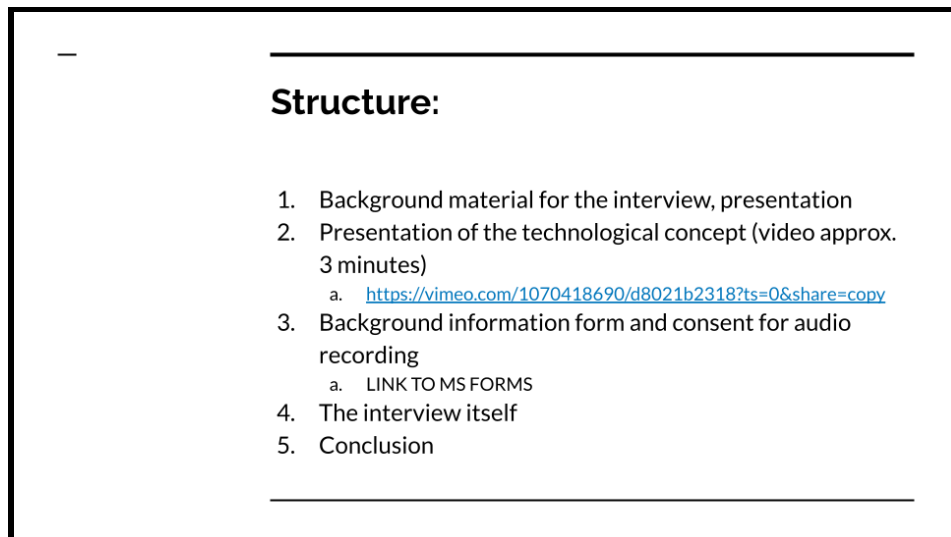 Structure:
1. Background material for the interview, presentation
2. Presentation of the technological concept (video approx.
3 minutes)
a. https://vimeo.com/1070418690/d8021b2318?ts=0&share=copy
3. Background information form and consent for audio
recording
a. LINK TO MS FORMS
4. The interview itself
5. Conclusion